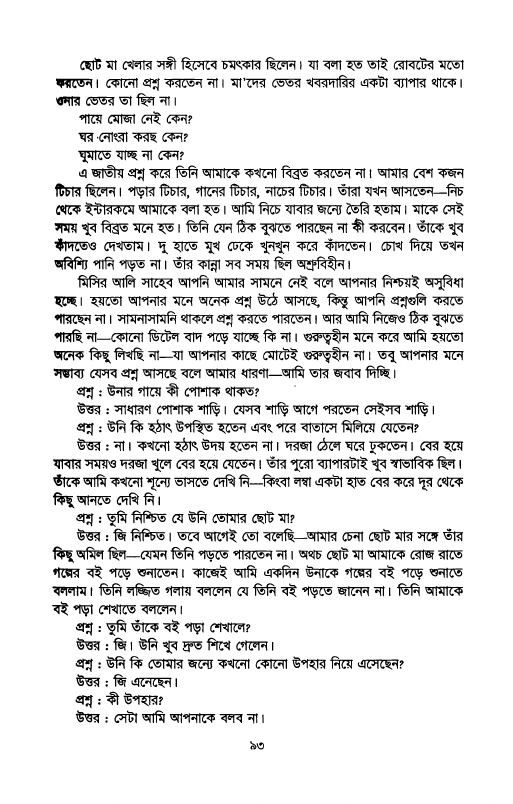 ছোট মা খেলার সঙ্গী হিসেবে চমৎকার ছিলেন। যা বলা হত তাই রোবটের মতো
করতেন। কোনো প্রশ্ন করতেন না। মা'দের ভেতর খবরদারির একটা ব্যাপার থাকে।
ওনার ভেতর তা ছিল না।
পায়ে মোজা নেই কেন?
ঘর নোংরা করছ কেন?
ঘুমাতে যাচ্ছ না কেন?
এ জাতীয় প্রশ্ন করে তিনি আমাকে কখনো বিব্রত করতেন না। আমার বেশ কজন
টিচার ছিলেন। পড়ার টিচার, গানের টিচার, নাচের টিচার। তাঁরা যখন আসতেন—নিচ
থেকে ইন্টারকমে আমাকে বলা হত। আমি নিচে যাবার জন্যে তৈরি হতাম। মাকে সেই
সময় খুব বিব্রত মনে হত। তিনি যেন ঠিক বুঝতে পারছেন না কী করবেন। তাঁকে খুব
কাঁদতেও দেখতাম। দু হাতে মুখ ঢেকে খুনখুন করে কাঁদতেন। চোখ দিয়ে তখন
অবিশ্যি পানি পড়ত না। তাঁর কান্না সব সময় ছিল অশ্রুবিহীন।
মিসির আলি সাহেব আপনি আমার সামনে নেই বলে আপনার নিশ্চয়ই অসুবিধা
হচ্ছে। হয়তো আপনার মনে অনেক প্রশ্ন উঠে আসছে, কিন্তু আপনি প্রশ্নগুলি করতে
পারছেন না। সামনাসামনি থাকলে প্রশ্ন করতে পারতেন। আর আমি নিজেও ঠিক বুঝতে
পারছি না—কোনো ডিটেল বাদ পড়ে যাচ্ছে কি না। গুরুত্বহীন মনে করে আমি হয়তো
অনেক কিছু লিখছি না—যা আপনার কাছে মোটেই গুরুত্বহীন না। তবু আপনার মনে
সম্ভাব্য যেসব প্রশ্ন আসছে বলে আমার ধারণা—আমি তার জবাব দিচ্ছি।
প্রশ্ন : উনার গায়ে কী পোশাক থাকত?
উত্তর : সাধারণ পোশাক শাড়ি। যেসব শাড়ি আগে পরতেন সেইসব শাড়ি।
প্রশ্ন : উনি কি হঠাৎ উপস্থিত হতেন এবং পরে বাতাসে মিলিয়ে যেতেন?
উত্তর : না। কখনো হঠাৎ উদয় হতেন না। দরজা ঠেলে ঘরে ঢুকতেন। বের হয়ে
যাবার সময়ও দরজা খুলে বের হয়ে যেতেন। তাঁর পুরো ব্যাপারটাই খুব স্বাভাবিক ছিল।
তাঁকে আমি কখনো শূন্যে ভাসতে দেখি নি—কিংবা লম্বা একটা হাত বের করে দূর থেকে
কিছু আনতে দেখি নি।
প্রশ্ন : তুমি নিশ্চিত যে উনি তোমার ছোট মা?
উত্তর : জি নিশ্চিত। তবে আগেই তো বলেছি—আমার চেনা ছোট মার সঙ্গে তাঁর
কিছু অমিল ছিল—যেমন তিনি পড়তে পারতেন না। অথচ ছোট মা আমাকে রোজ রাতে
গল্পের বই পড়ে শুনাতেন। কাজেই আমি একদিন উনাকে গল্পের বই পড়ে শুনাতে
বললাম। তিনি লজ্জিত গলায় বললেন যে তিনি বই পড়তে জানেন না। তিনি আমাকে
বই পড়া শেখাতে বললেন।
প্রশ্ন : তুমি তাঁকে বই পড়া শেখালে?
উত্তর : জি। উনি খুব দ্রুত শিখে গেলেন।
প্রশ্ন : উনি কি তোমার জন্যে কখনো কোনো উপহার নিয়ে এসেছেন?
উত্তর : জি এনেছেন।
প্রশ্ন : কী উপহার?
উত্তর : সেটা আমি আপনাকে বলব না।
৯৩